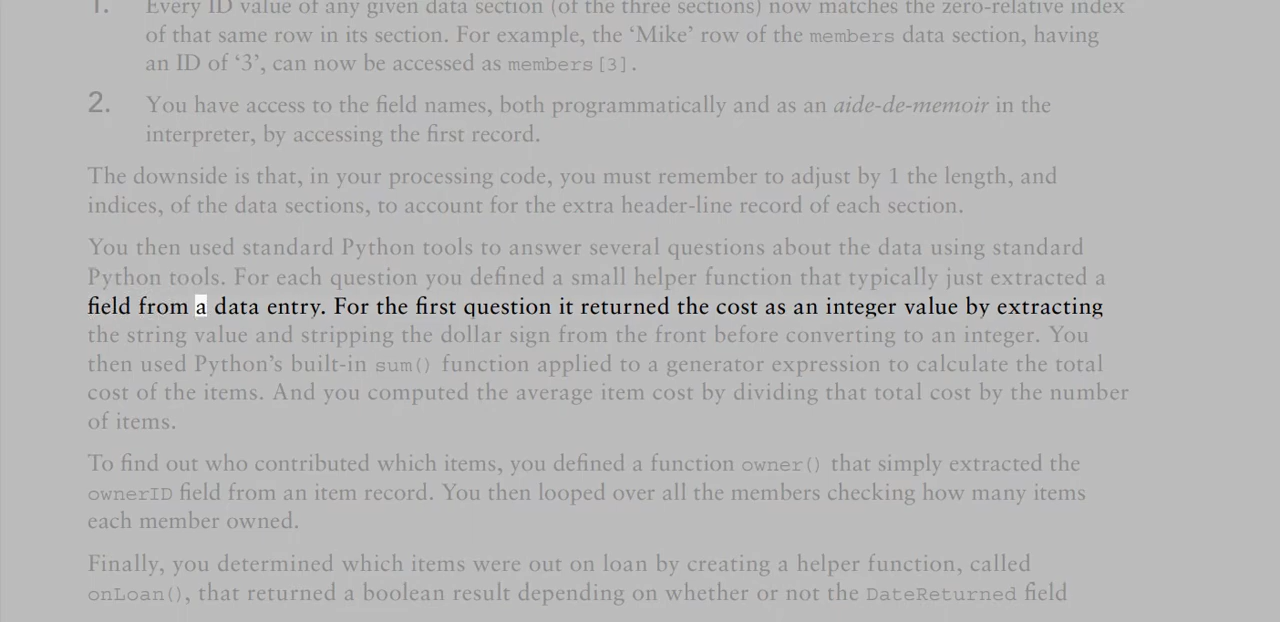 1. Every ID value of any given data section (of the three sections) now matches the zero-relative index
of that same row in its section. For example, the ‘Mike’ row of the members data section, having
an ID of ‘3’, can now be accessed as members[3].
2. You have access to the field names, both programmatically and as an aide-de-memoir in the
interpreter, by accessing the first record.
The downside is that, in your processing code, you must remember to adjust by 1 the length, and
indices, of the data sections, to account for the extra header-line record of each section.
You then used standard Python tools to answer several questions about the data using standard
Python tools. For each question you defined a small helper function that typically just extracted a
field from a data entry. For the first question it returned the cost as an integer value by extracting
the string value and stripping the dollar sign from the front before converting to an integer. You
then used Python’s built-in sum() function applied to a generator expression to calculate the total
cost of the items. And you computed the average item cost by dividing that total cost by the number
of items.
To find out who contributed which items, you defined a function owner() that simply extracted the
ownerID field from an item record. You then looped over all the members checking how many items
each member owned.
Finally, you determined which items were out on loan by creating a helper function, called
onLoan(), that returned a boolean result depending on whether or not the DateReturned field